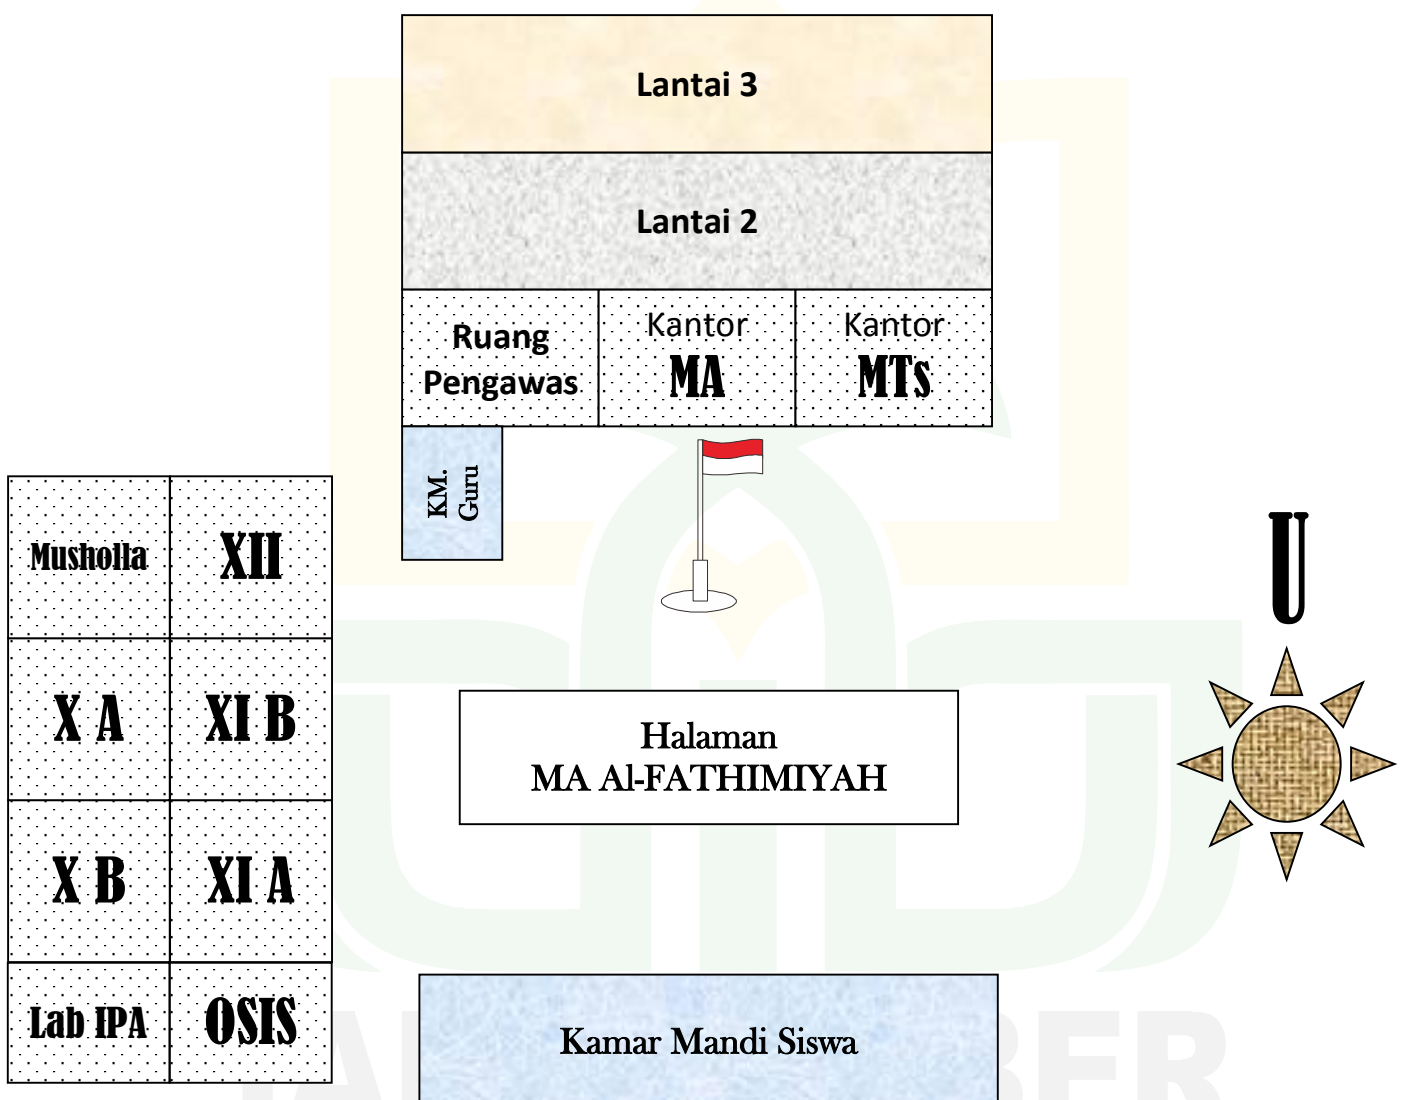 Lantai 3
Lantai 2
Ruang
Pengawas
Kantor
MA
Kantor
MTs
KM.
Guru
Musholla
XII
U
X A
XI B
Halaman
MA Al-FATHIMIYAH
X B
XI A
Lab IPA
OSIS
Kamar Mandi Siswa
BER